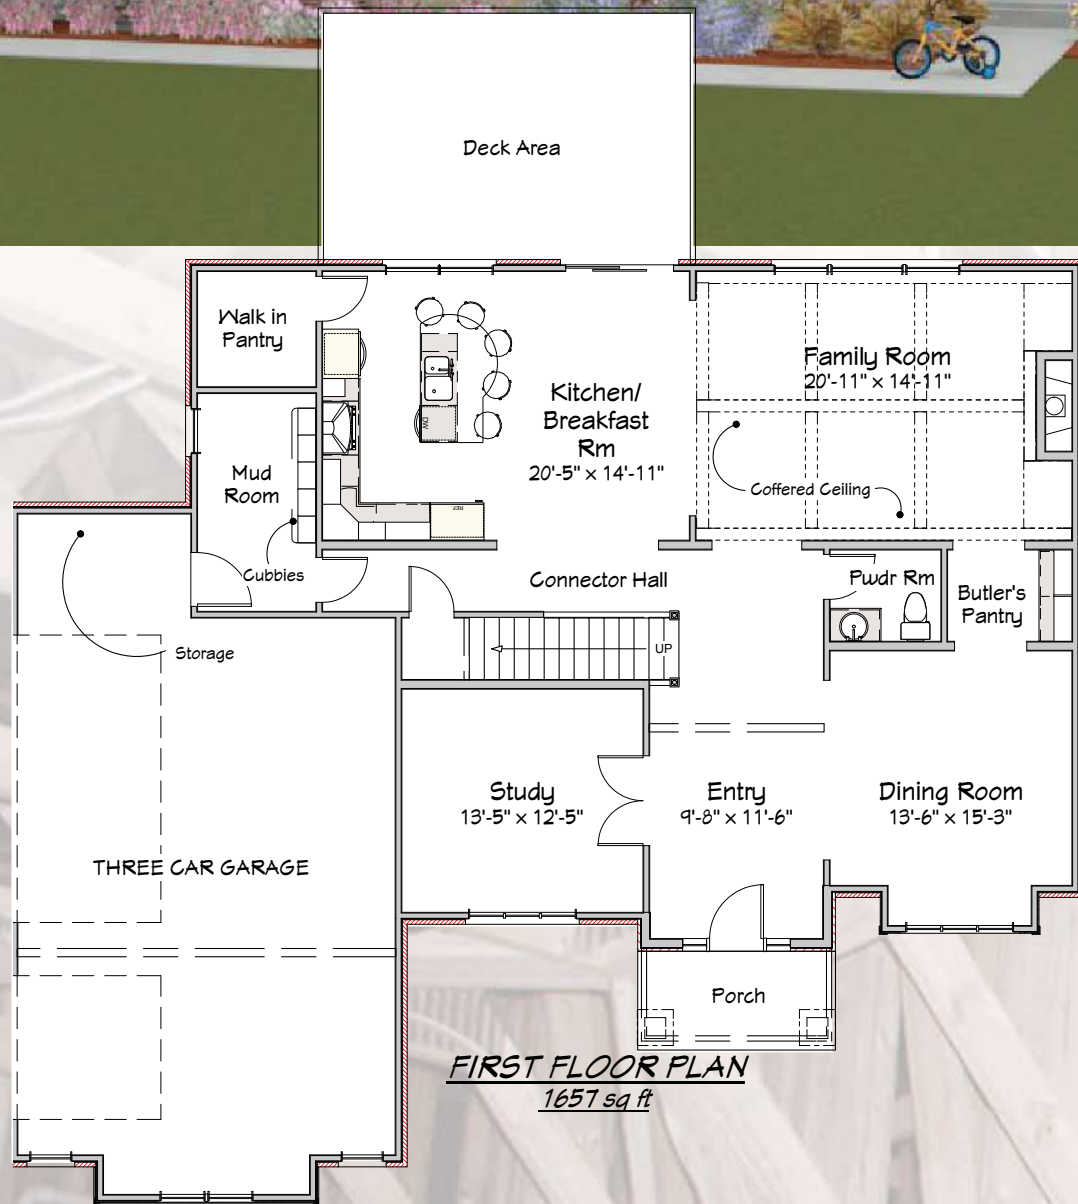 Deck Area
Walk in
Pantry
Family Room
20'-11" x 14'-11"
Kitchen/
Breakfast
Rm
20'-5" x 14'-11"
DW
Mud
Room
Coffered Ceiling
REF.
Cubbies
Connector Hall
Pwdr Rm
Butler's
Pantry
Storage
UP
Study
13'-5" x 12'-5"
Entry
9'-8" x 11'-6"
Dining Room
13'-6" x 15'-3"
THREE CAR GARAGE
Porch
FIRST FLOOR PLAN
1657 sq ft